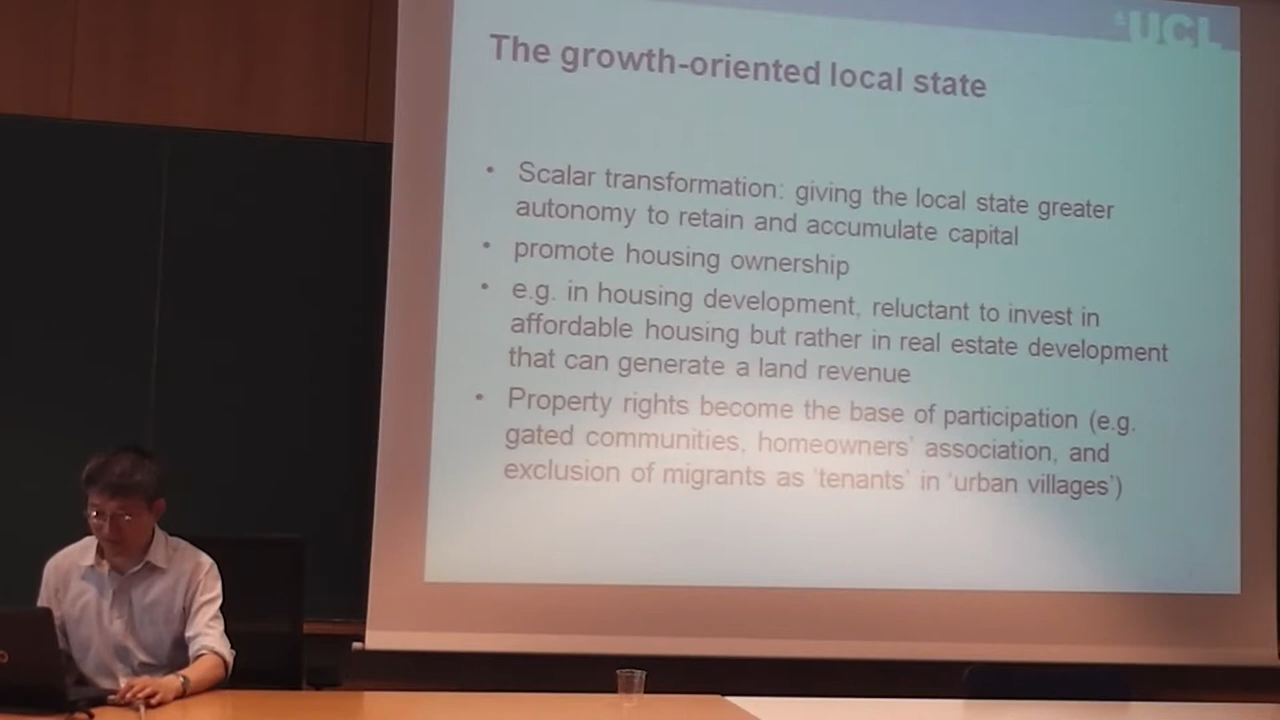 UCL
The growth-oriented local state
• Scalar transformation: giving the local state greater
autonomy to retain and accumulate capital
• promote housing ownership
• e.g. in housing development, reluctant to invest in
affordable housing but rather in real estate development
that can generate a land revenue
• Property rights become the base of participation (e.g.
gated communities, homeowners' association, and
exclusion of migrants as 'tenants' in 'urban villages')